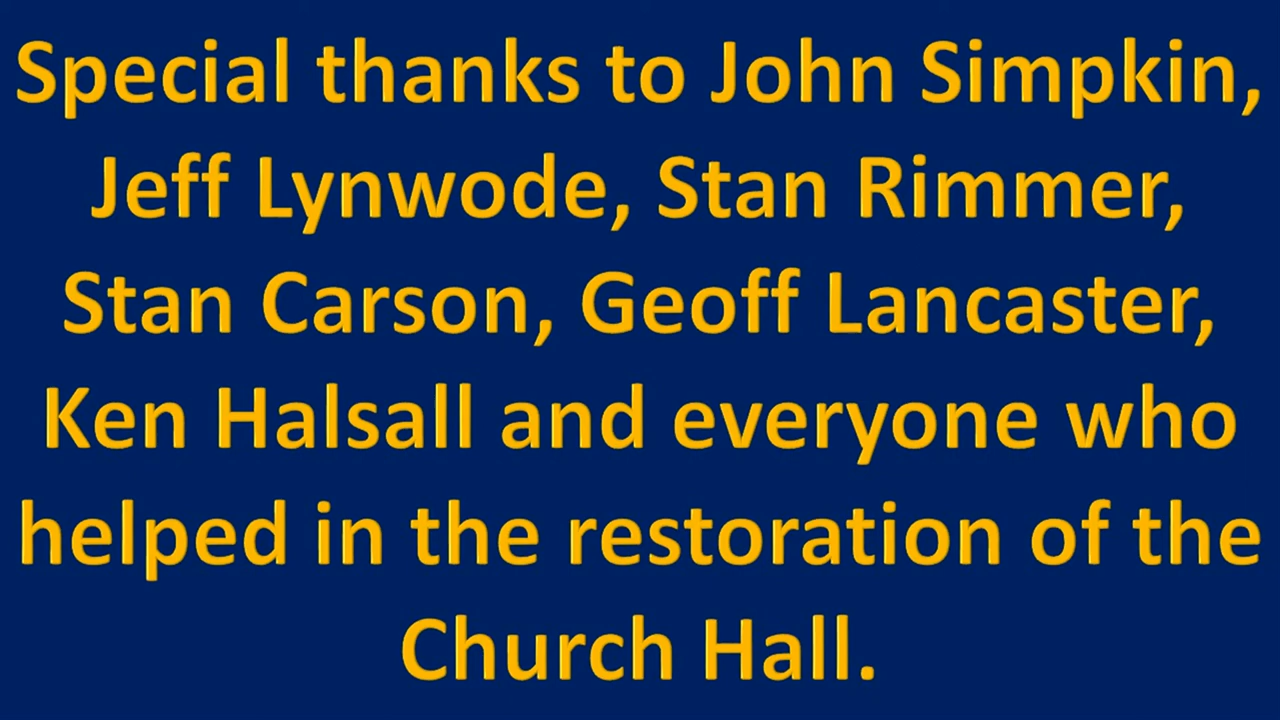 Special thanks to John Simpkin,
Jeff Lynwode, Stan Rimmer,
Stan Carson, Geoff Lancaster,
Ken Halsall and everyone who
helped in the restoration of the
Church Hall.